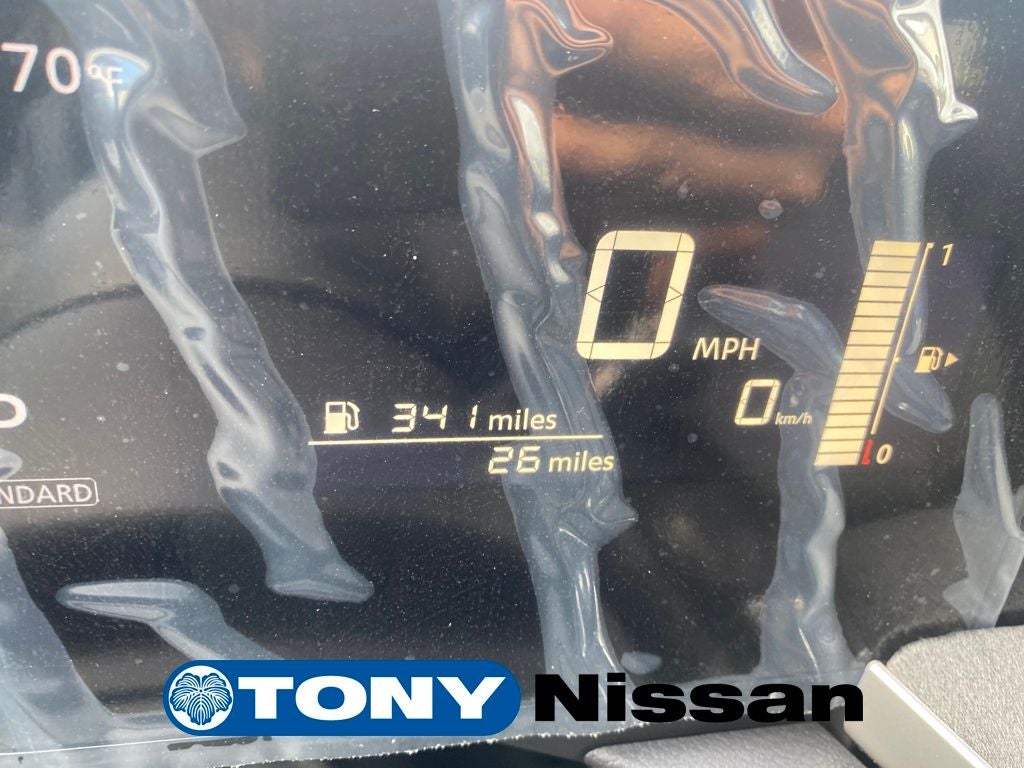 70°F
0
MPH
1
0 km/h
341 miles
26 miles
0
NDARD
TONY Nissan